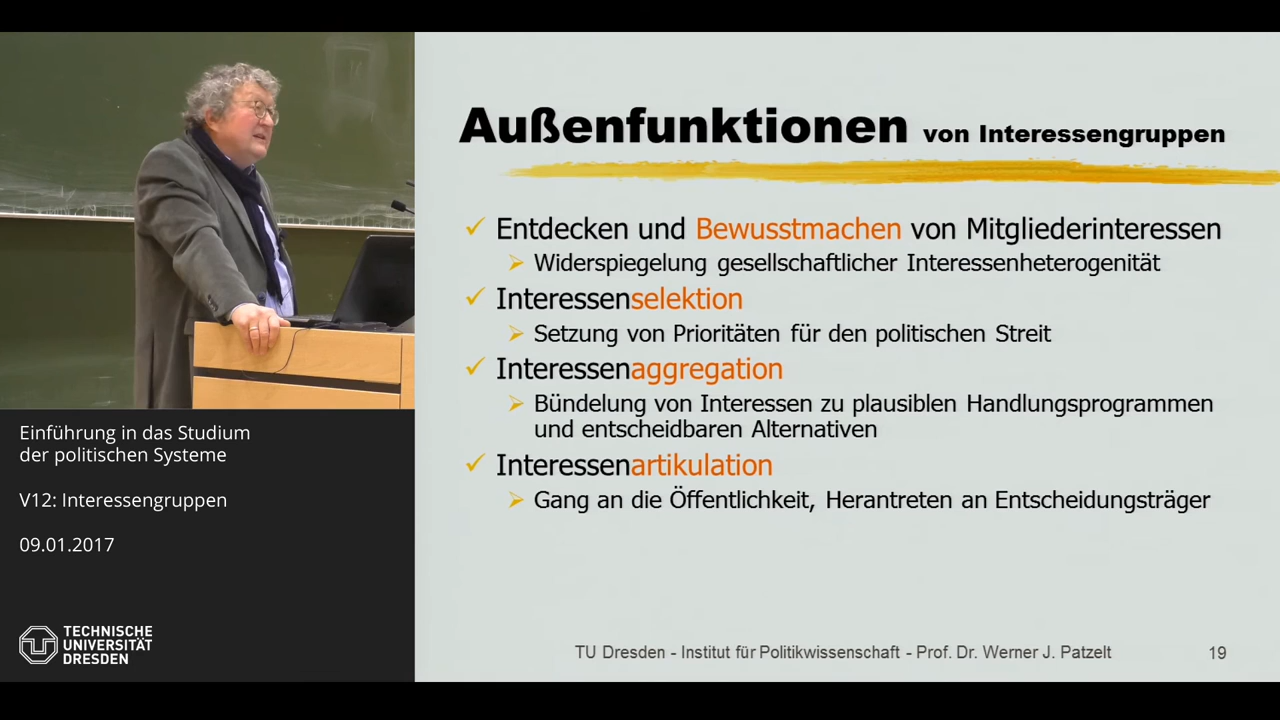 Außenfunktionen von Interessengruppen
Entdecken und Bewusstmachen von Mitgliederinteressen
Widerspiegelung gesellschaftlicher Interessenheterogenität
Interessenselektion
Setzung von Prioritäten für den politischen Streit
Interessenaggregation
Bündelung von Interessen zu plausiblen Handlungsprogrammen
und entscheidbaren Alternativen
Interessenartikulation
Gang an die Öffentlichkeit, Herantreten an Entscheidungsträger
TU Dresden - Institut für Politikwissenschaft - Prof. Dr. Werner J. Patzelt 19
Einführung in das Studium
der politischen Systeme
V12: Interessengruppen
09.01.2017
TECHNISCHE
UNIVERSITÄT
DRESDEN